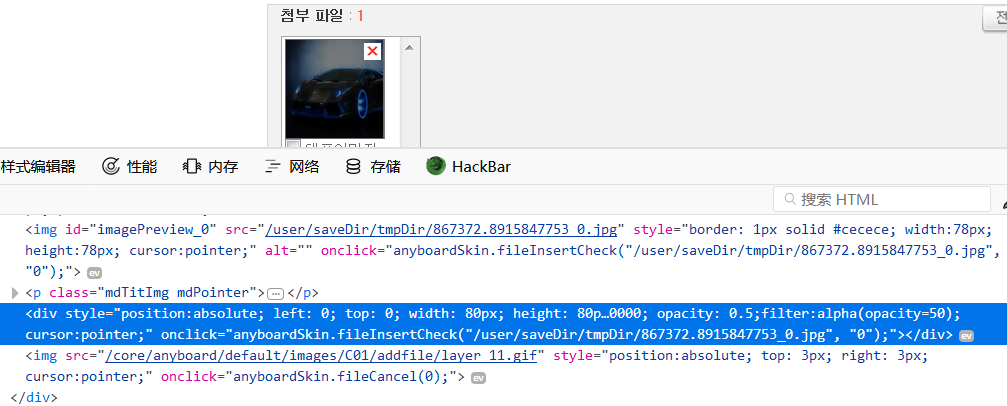 첨부 파일 : 1
样式编辑器
性能
内存
网络
存储
HackBar
搜索 HTML
<img id="imagePreview_0" src="/user/saveDir/tmpDir/867372.8915847753_0.jpg" style="border: 1px solid #cecece; width:78px;
height:78px; cursor:pointer;" alt="" onclick="anyboardSkin.fileInsertCheck("/user/saveDir/tmpDir/867372.8915847753_0.jpg",
"0");"> ev
<p class="mdTitImg mdPointer">…</p>
<div style="position:absolute; left: 0; top: 0; width: 80px; height: 80p…0000; opacity: 0.5;filter:alpha(opacity=50);
cursor:pointer;" onclick="anyboardSkin.fileInsertCheck("/user/saveDir/tmpDir/867372.8915847753_0.jpg", "0");"></div> ev
<img src="/core/anyboard/default/images/C01/addfile/layer_11.gif" style="position:absolute; top: 3px; right: 3px;
cursor:pointer;" onclick="anyboardSkin.fileCancel(0);"> ev
</div>